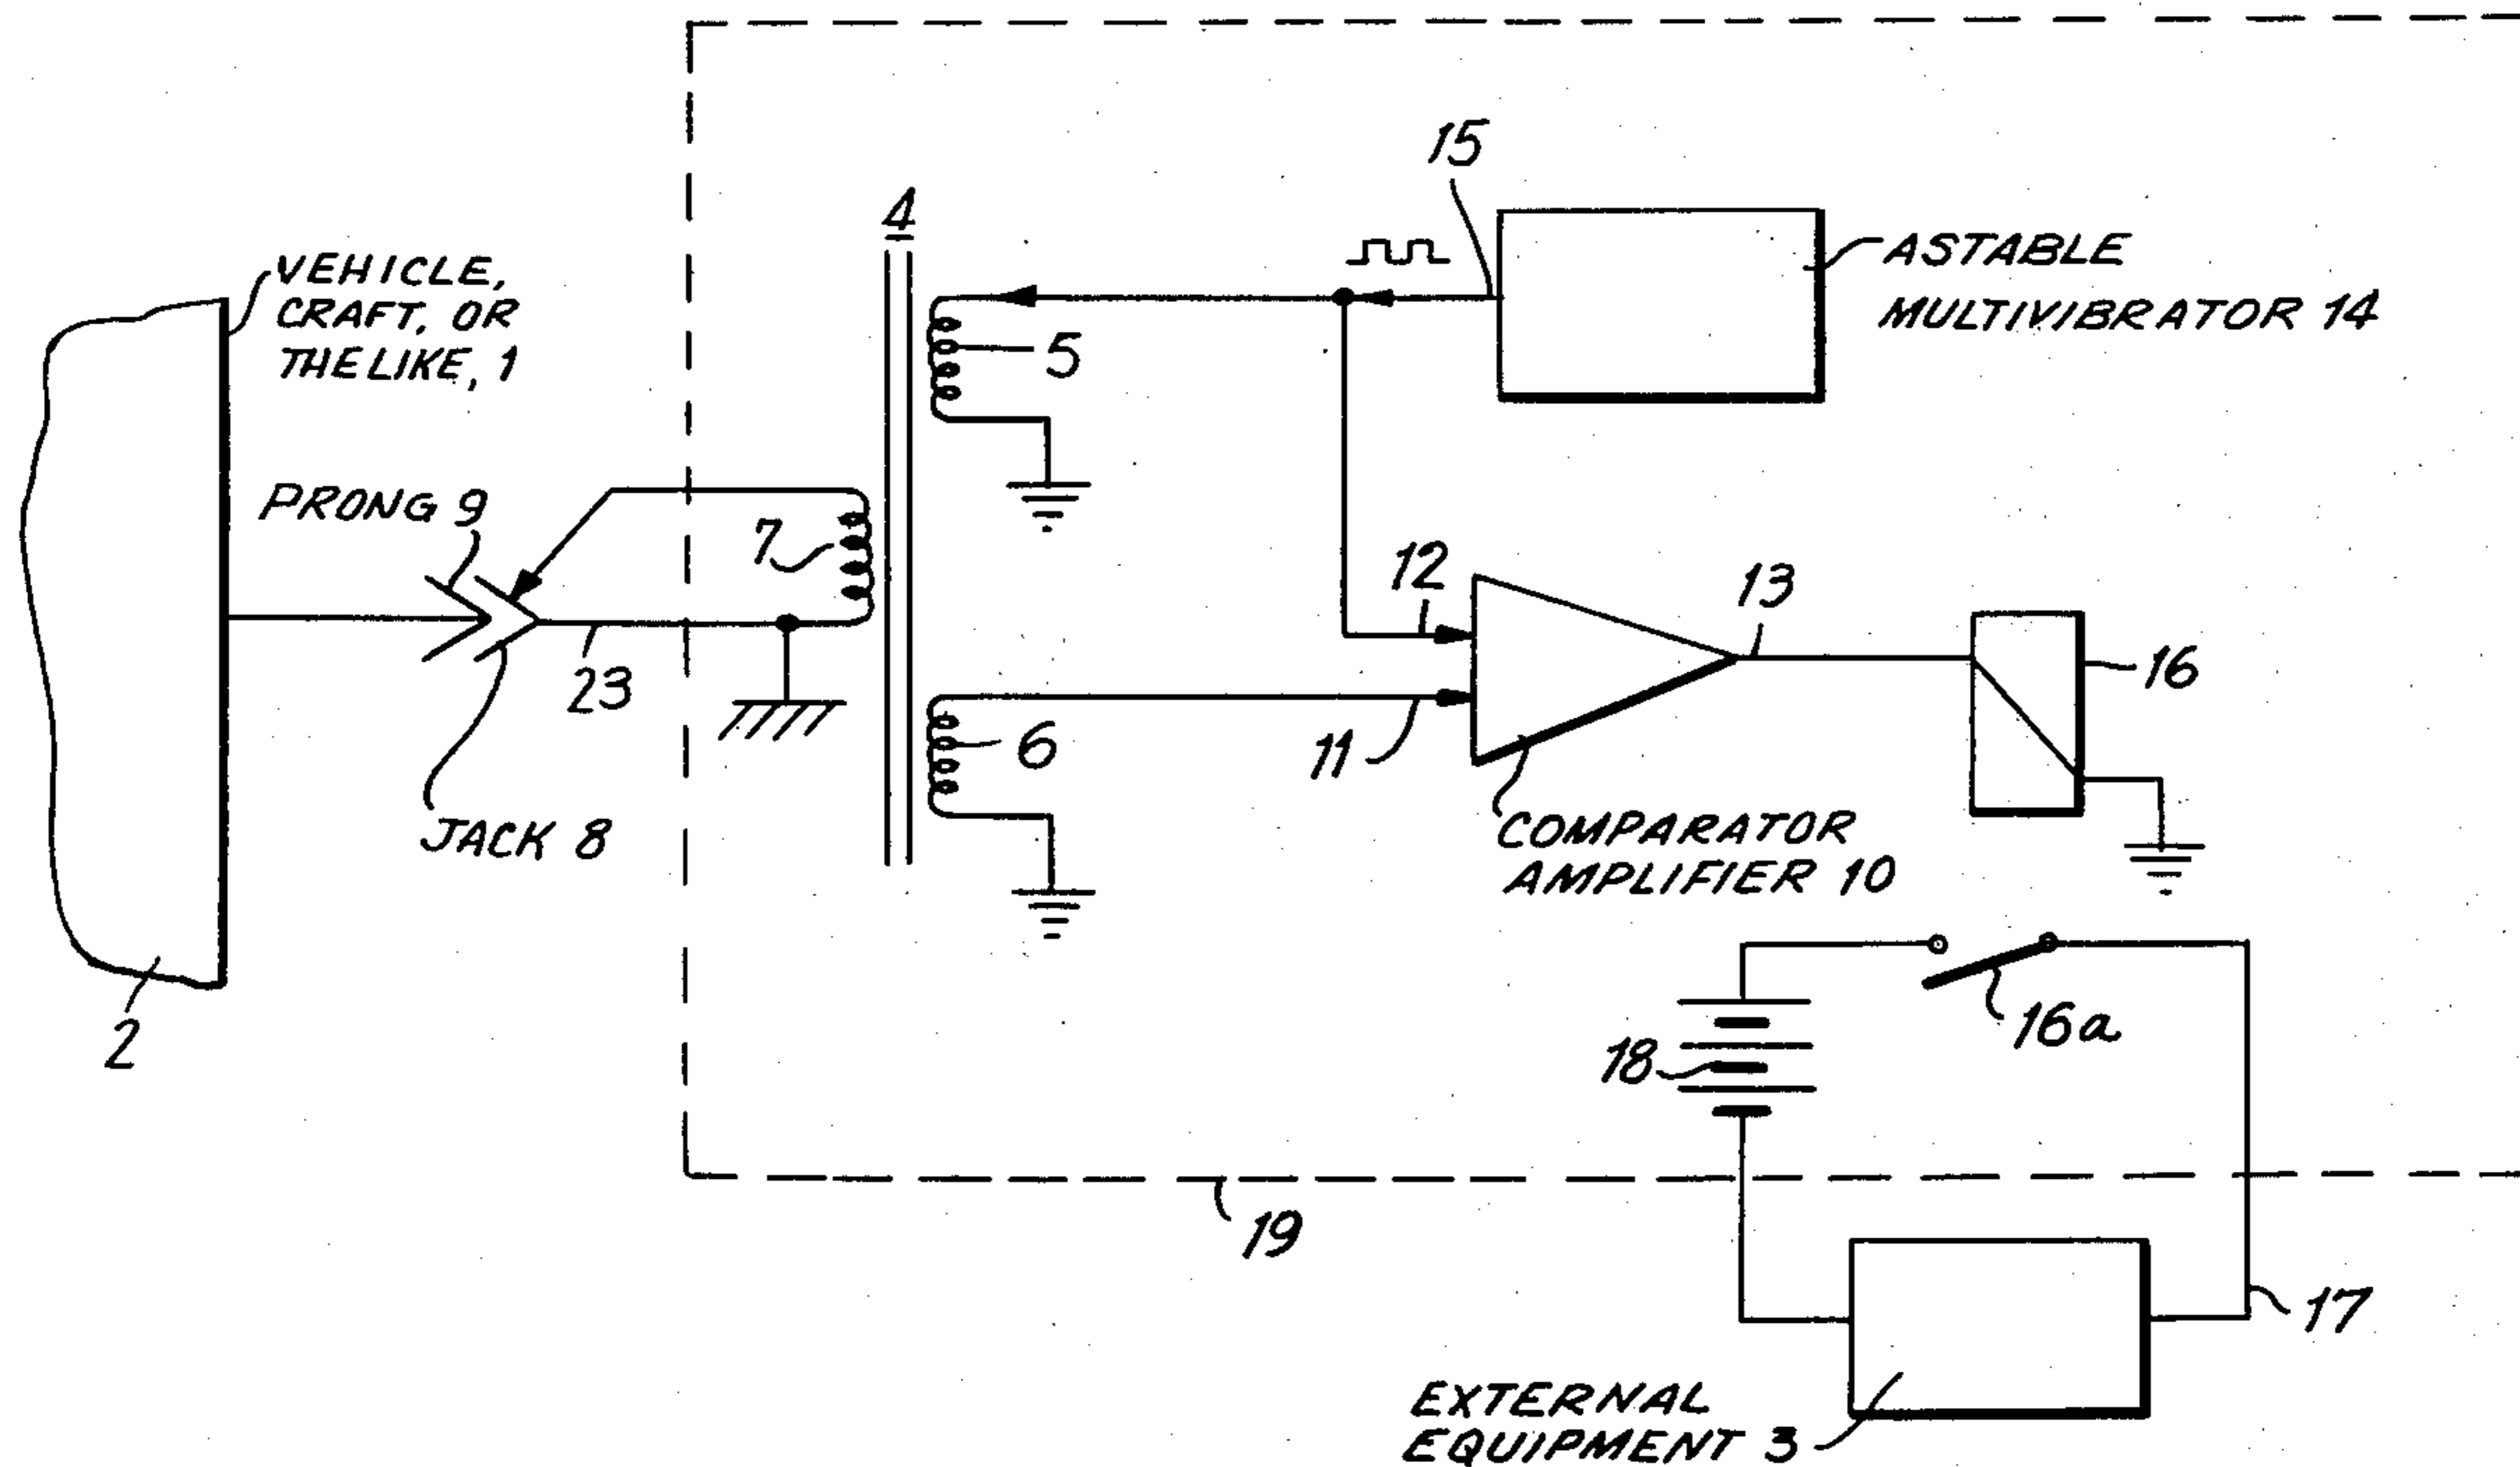 15
4
ASTABLE
MULTIVIBRATOR 14
VEHICLE,
CRAFT, OR
THE LIKE, 1
5
PRONG 9
7
12
13
16
23
6
11
JACK 8
COMPARATOR
AMPLIFIER 10
2
16a
18
19
17
EXTERNAL
EQUIPMENT 3